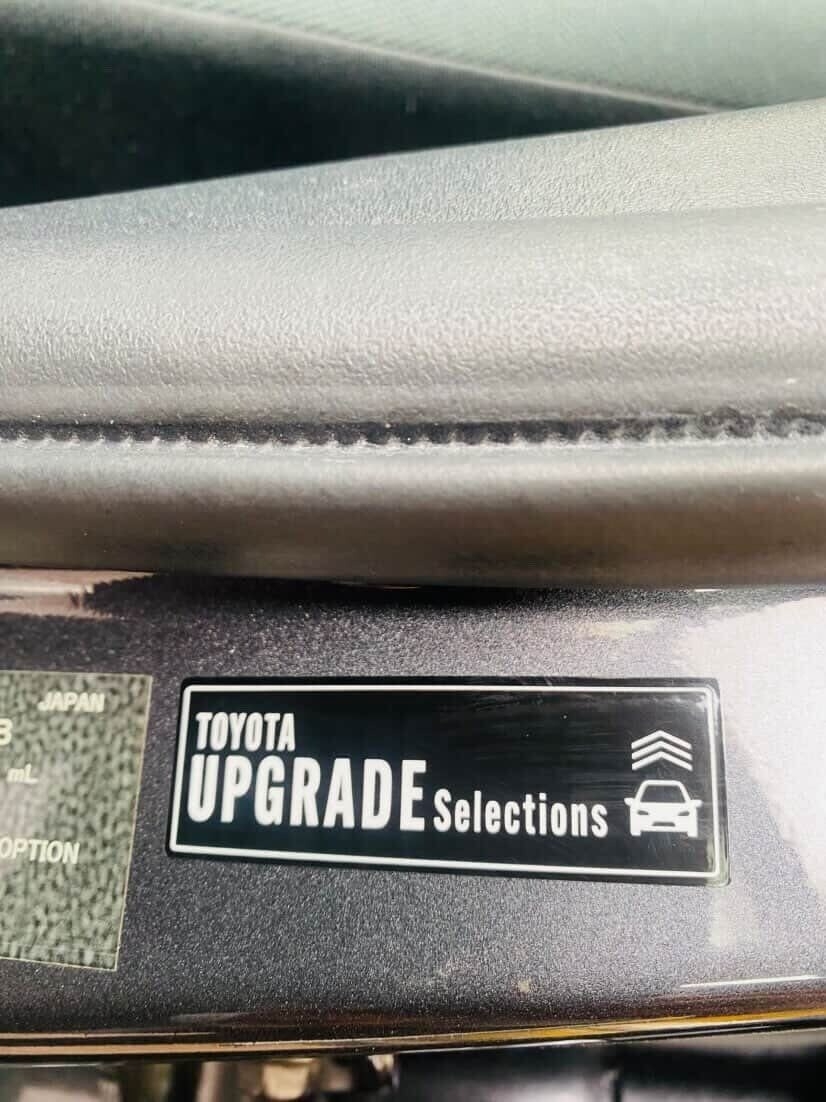 JAPAN
mL
OPTION
TOYOTA
UPGRADE Selections